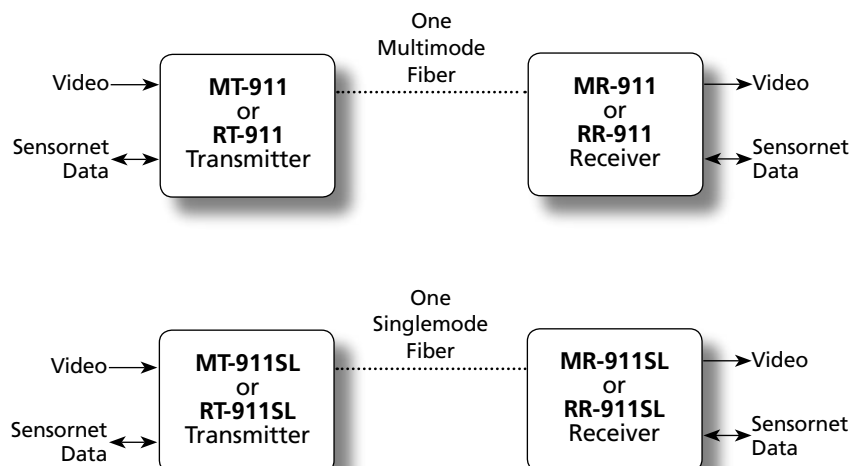 One
Multimode
Fiber
Video
MT-911
or
RT-911
Transmitter
Sensornet
Data
MR-911
or
RR-911
Receiver
Video
Sensornet
Data
One
Singlemode
Fiber
Video
MT-911SL
or
RT-911SL
Transmitter
Sensornet
Data
MR-911SL
or
RR-911SL
Receiver
Video
Sensornet
Data